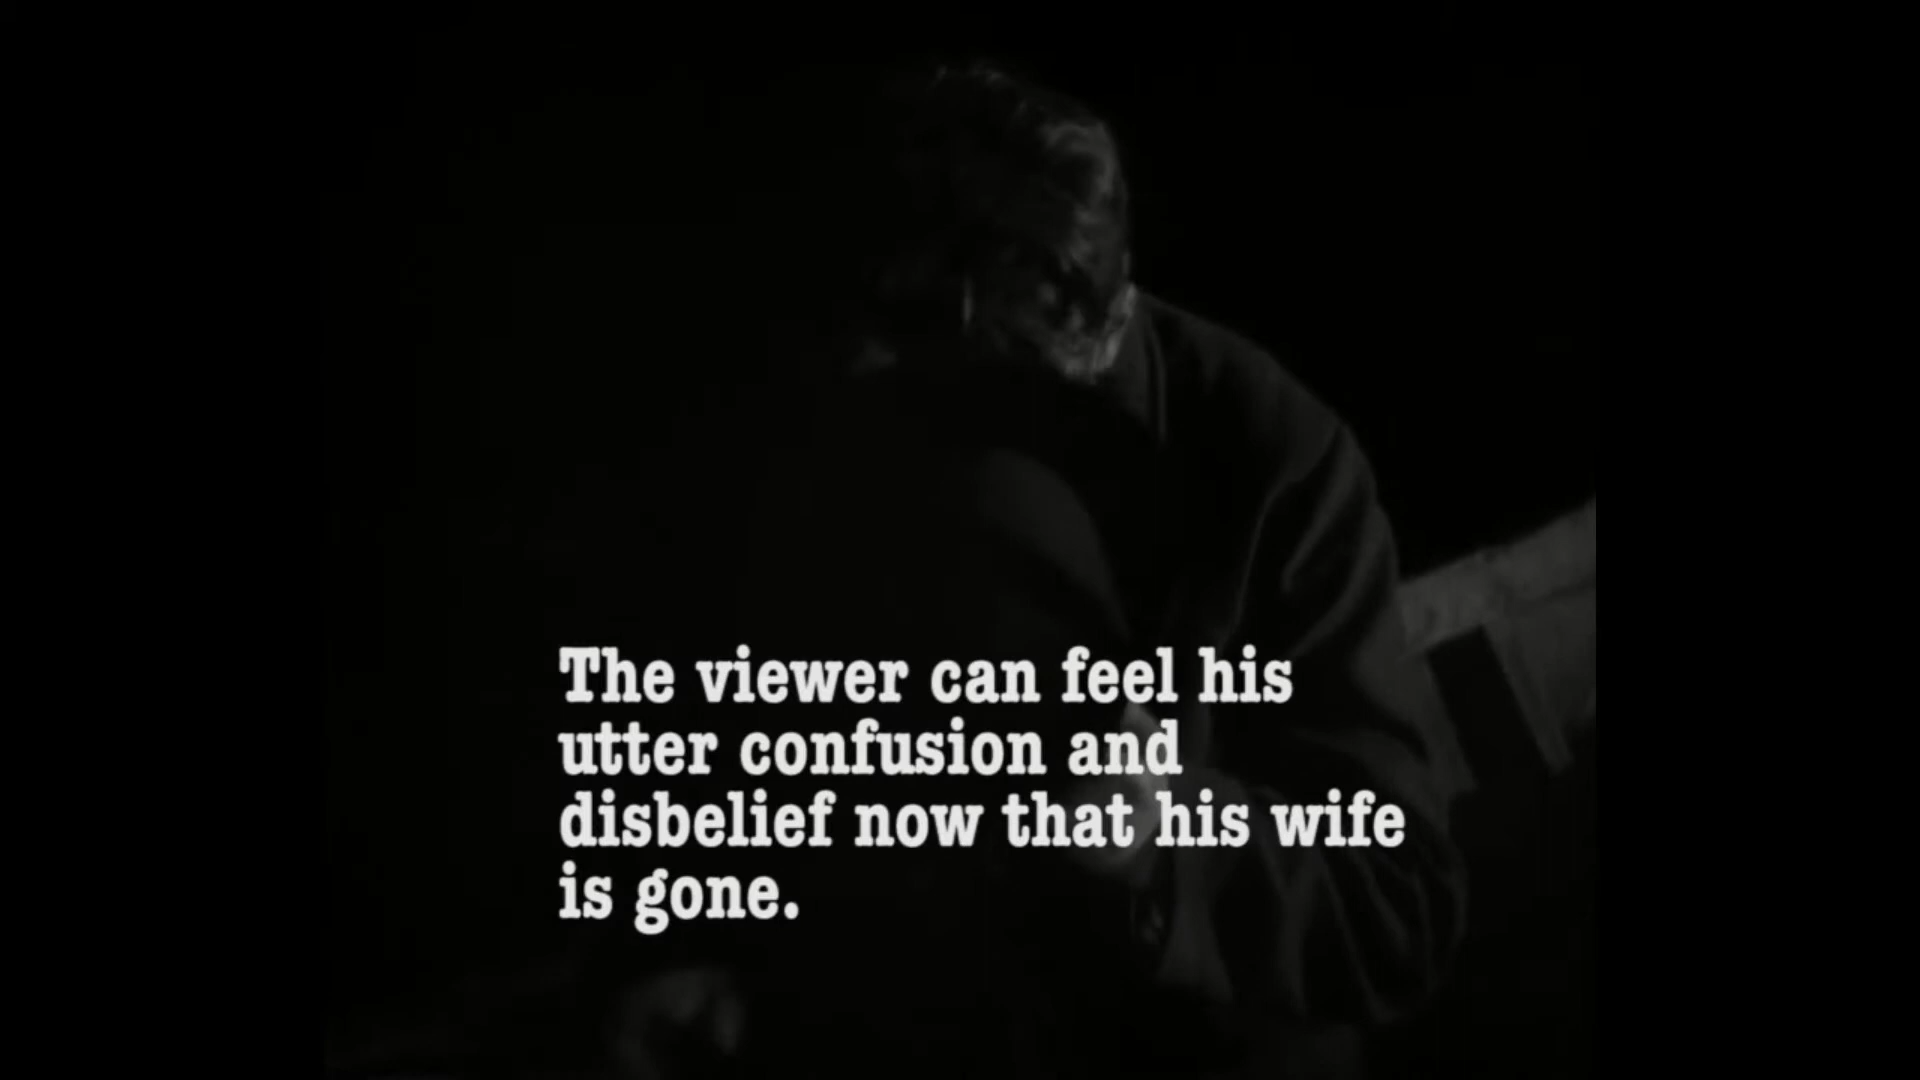 The viewer can feel his
utter confusion and
disbelief now that his wife
is gone.